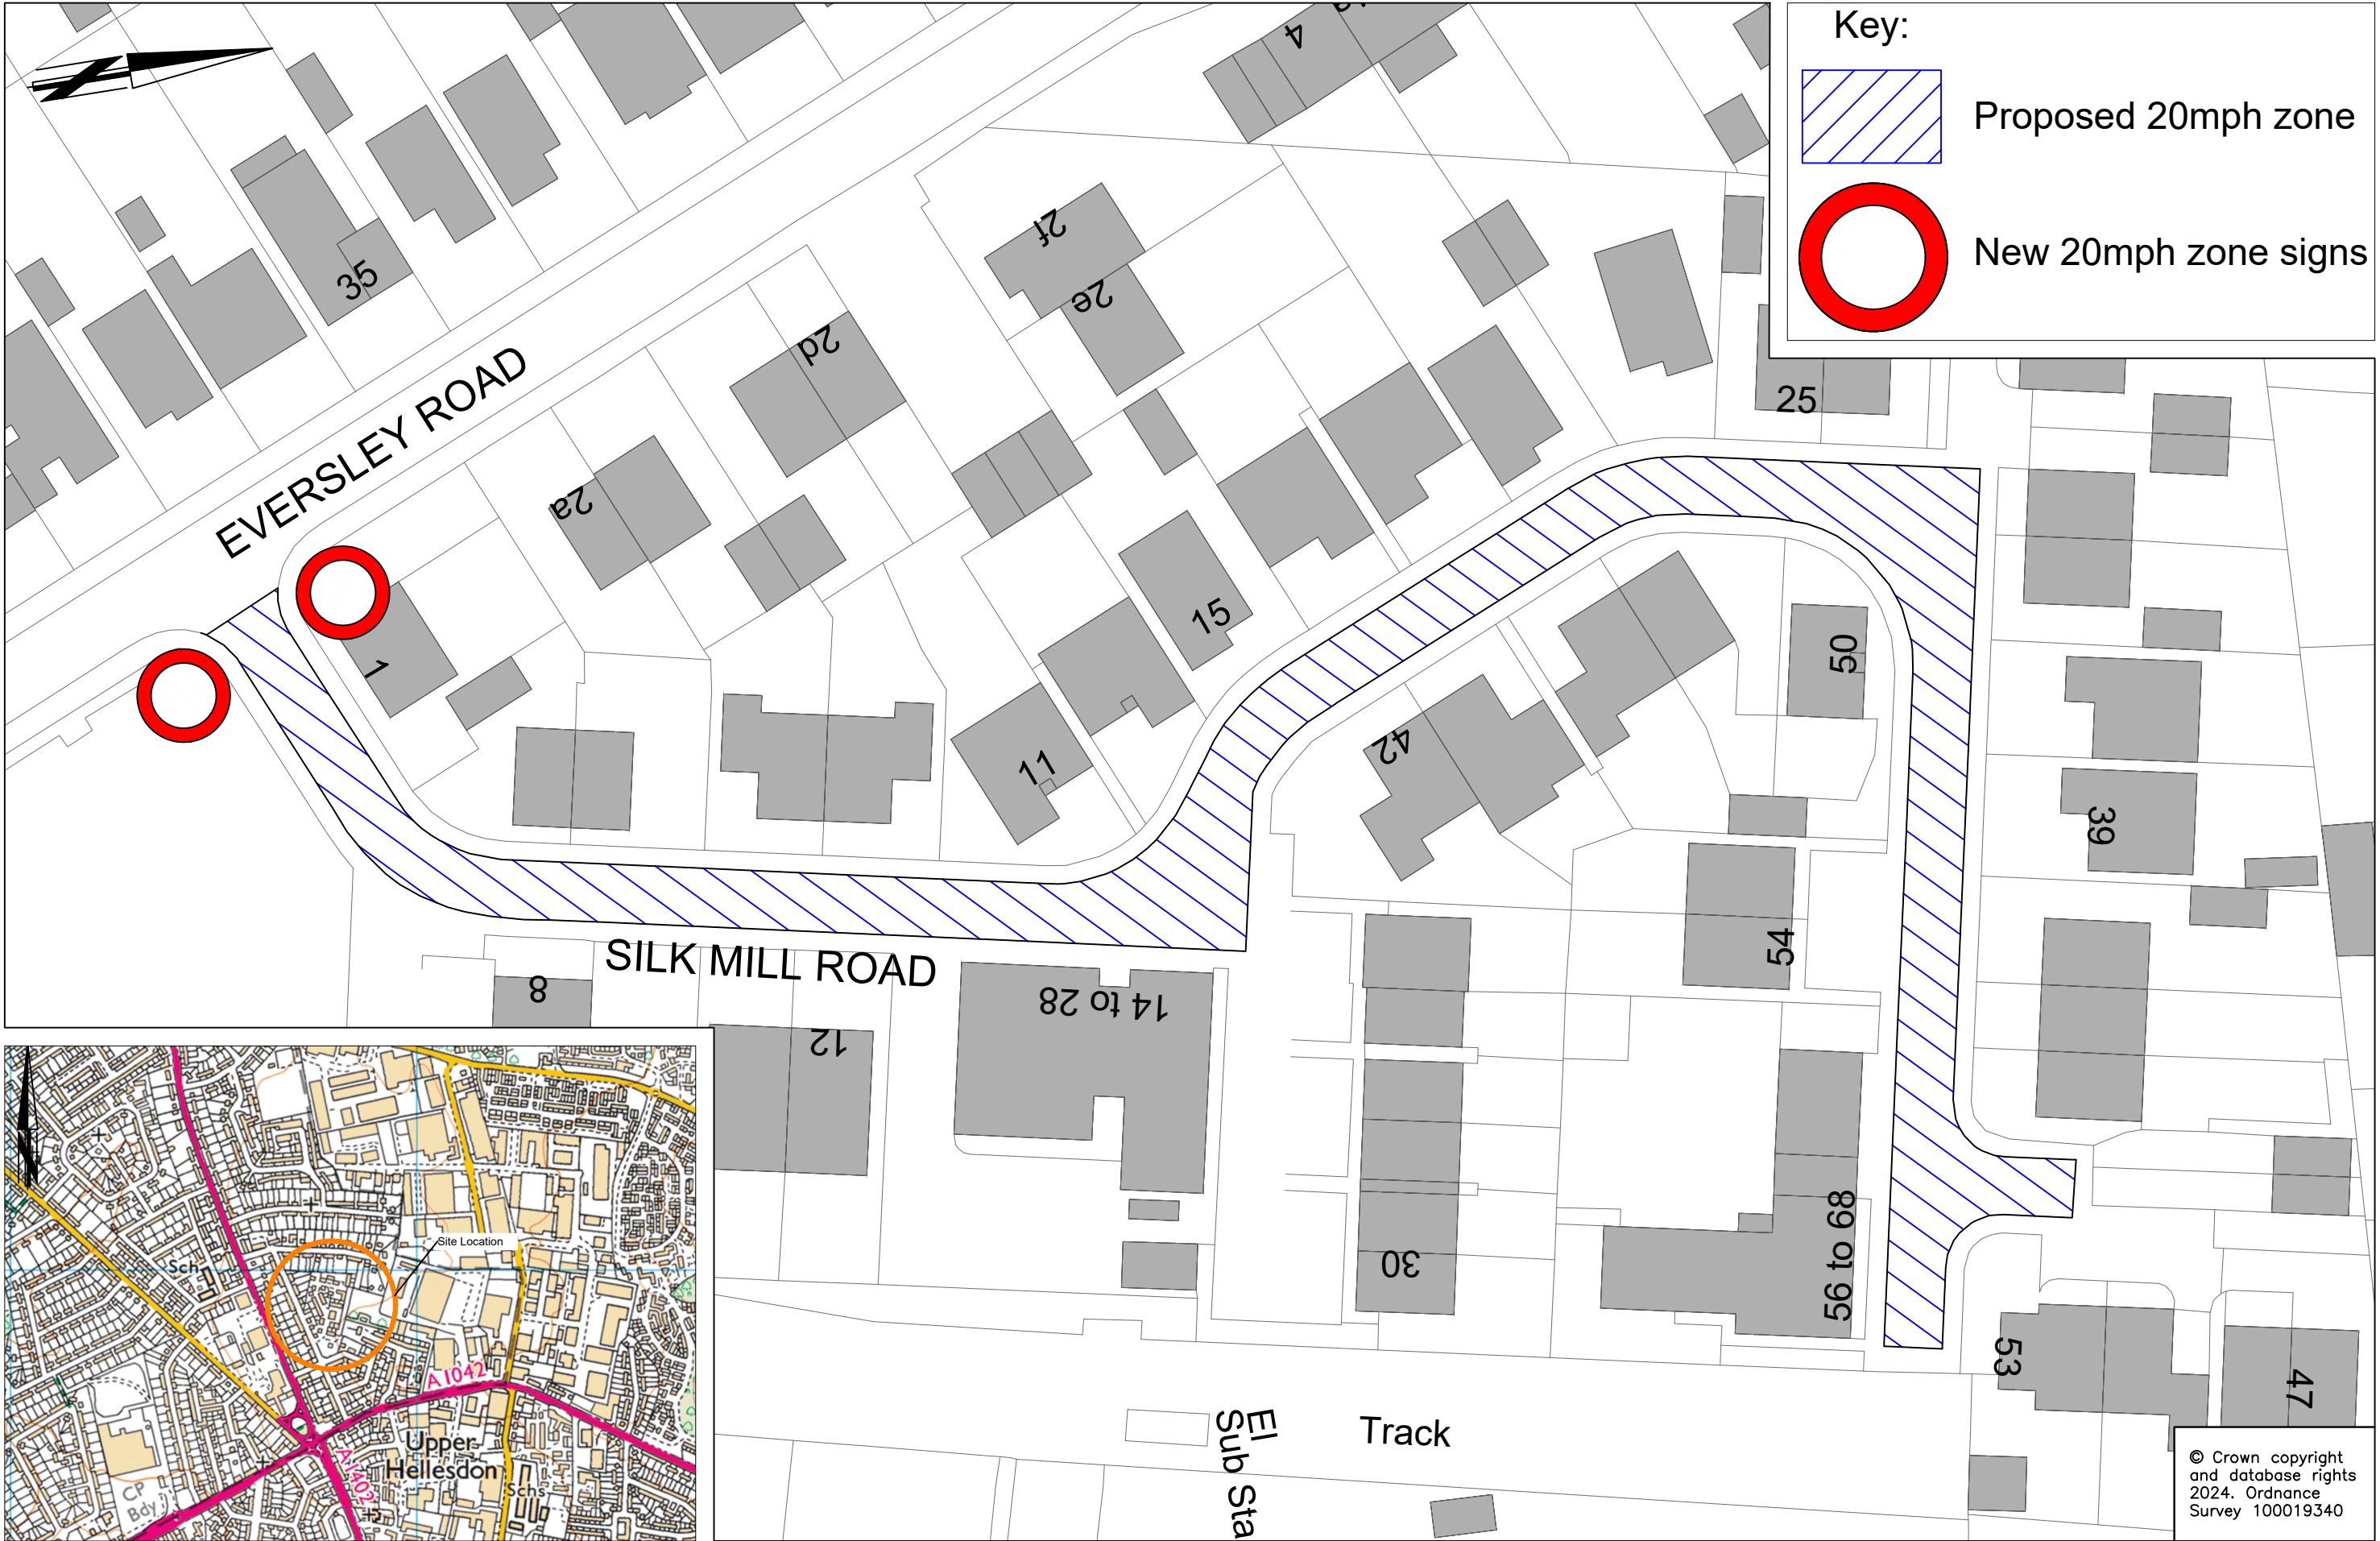 Key:
Proposed 20mph zone
New 20mph zone signs
4
2f
2e
35
2d
25
EVERSLEY ROAD
2a
1
15
50
11
42
39
54
SILK MILL ROAD
8
14 to 28
12
30
56 to 68
53
47
Track
El
Sub Sta
Site Location
Sch
A1042
Upper
Hellesdon
A1402
Schs
CP
Bdy
© Crown copyright
and database rights
2024. Ordnance
Survey 100019340